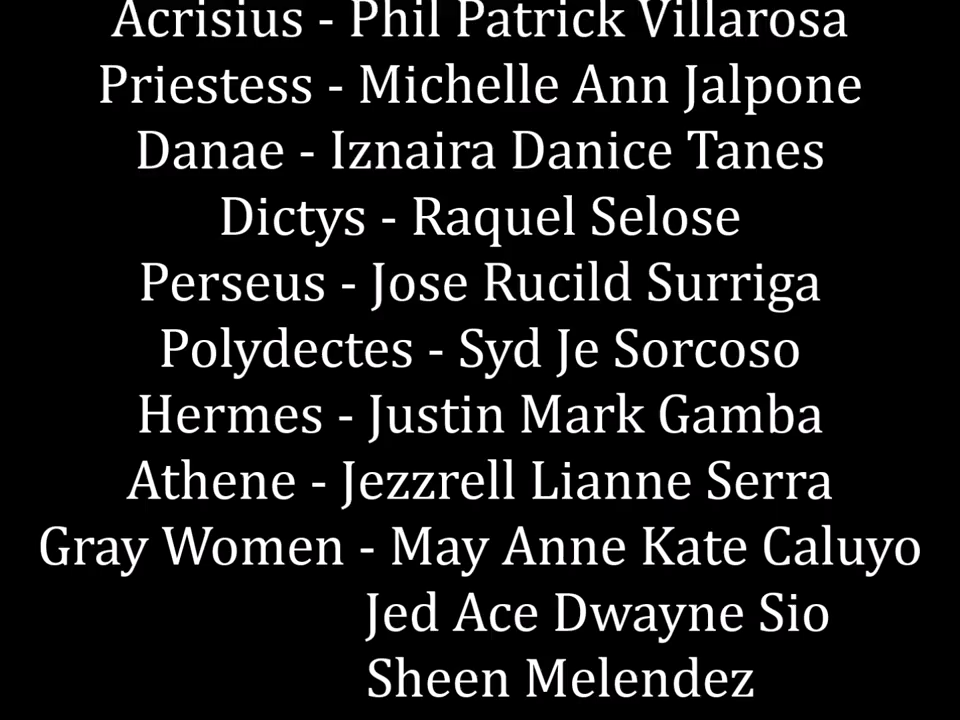 Acrisius - Phil Patrick Villarosa
Priestess - Michelle Ann Jalpone
Danae - Iznaira Danice Tanes
Dictys - Raquel Selose
Perseus - Jose Rucild Surriga
Polydectes - Syd Je Sorcoso
Hermes - Justin Mark Gamba
Athene - Jezzrell Lianne Serra
Gray Women - May Anne Kate Caluyo
Jed Ace Dwayne Sio
Sheen Melendez